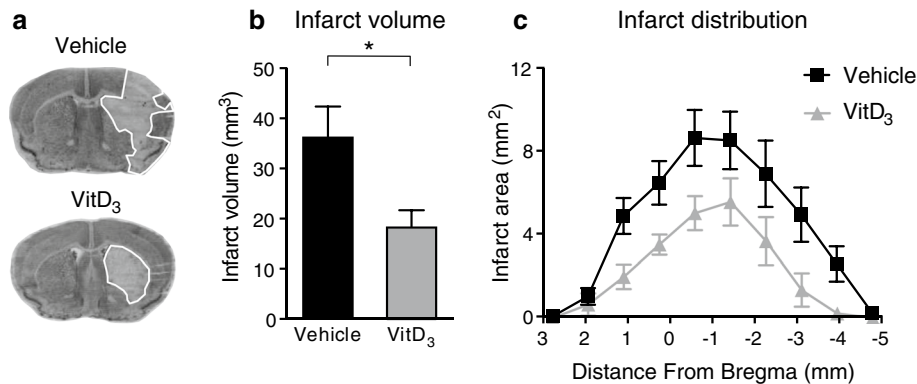 a
Vehicle
VitD3
b Infarct volume
*
Infarct volume (mm3)
50
40
30
20
10
0
Vehicle VitD3
c Infarct distribution
Vehicle
VitD3
Infarct area (mm2)
12
8
4
0
3 2 1 0 -1 -2 -3 -4 -5
Distance From Bregma (mm)